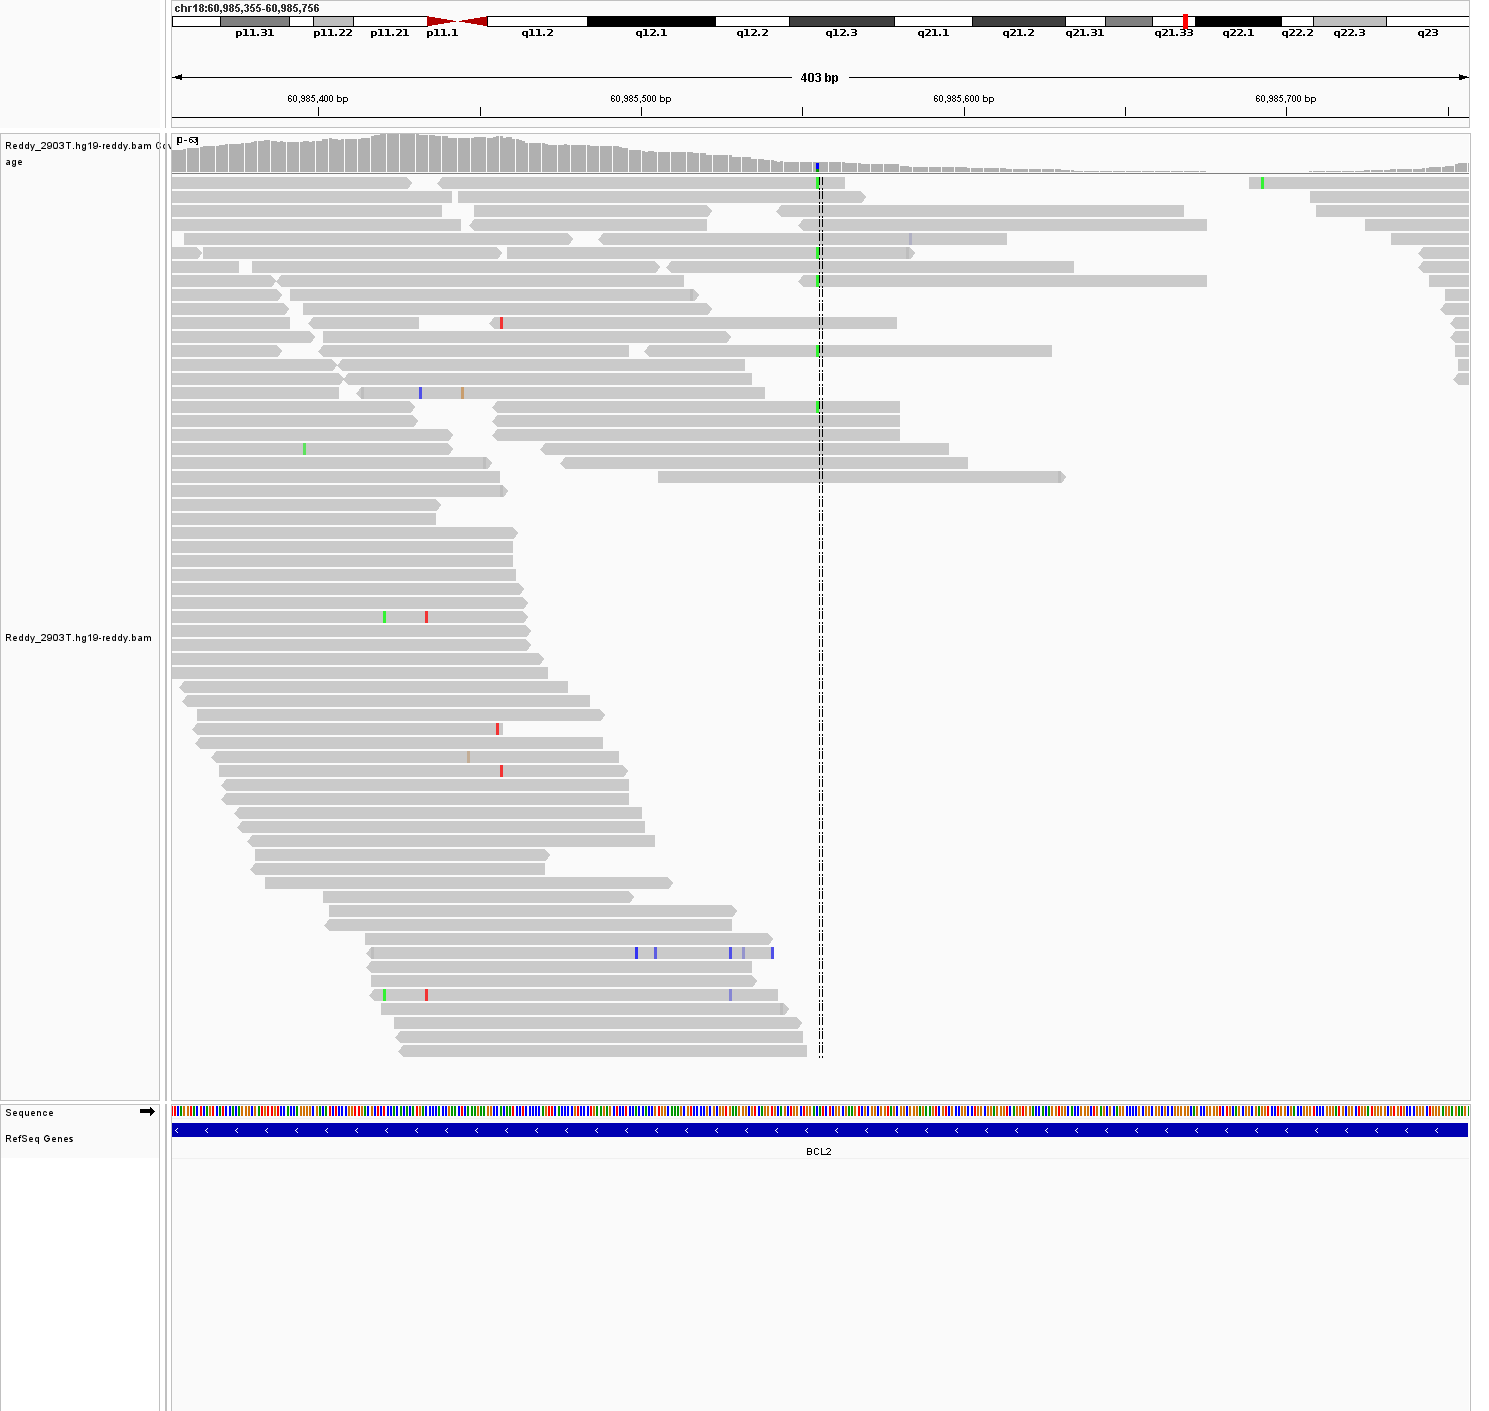 chr18:60,985,355-60,985,756
p11.31 p11.22 p11.21 p11.1 q11.2 q12.1 q12.2 q12.3 q21.1 q21.2 q21.31 q21.33 q22.1 q22.2 q22.3 q23
403 bp
60,985,400 bp 60,985,500 bp 60,985,600 bp 60,985,700 bp
Reddy_2903T.hg19-reddy.bam Cov
age
[0-63]
Reddy_2903T.hg19-reddy.bam
Sequence
RefSeq Genes
BCL2